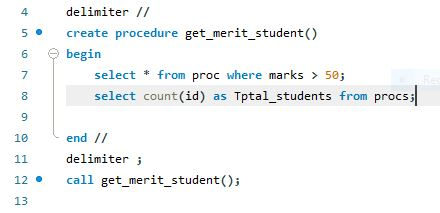 4 delimiter //
5 create procedure get_merit_student()
6 begin
7 select * from proc where marks > 50;
8 select count(id) as Tptal_students from procs;
9
10 end //
11 delimiter ;
12 call get_merit_student();
13